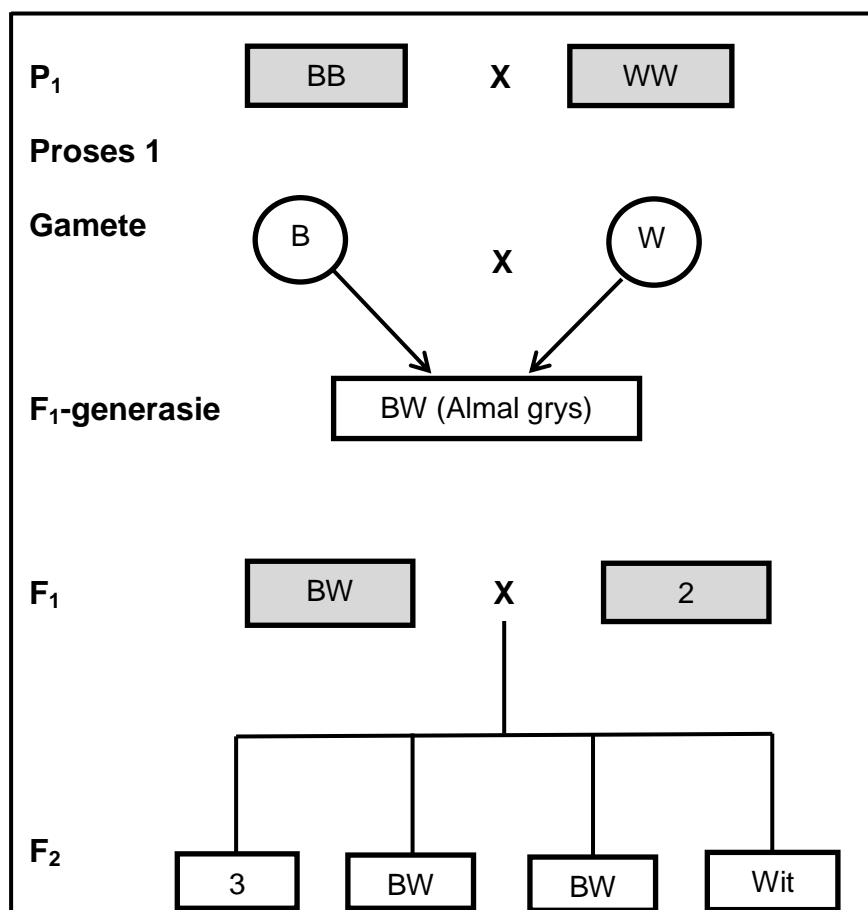 P₁ BB X WW
Proses 1
Gamete B X W
F₁-generasie BW (Almal grys)
F₁ BW X 2
F₂ 3 BW BW Wit